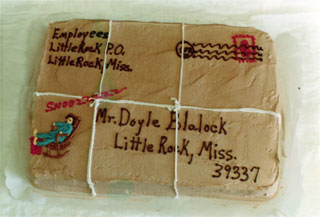 Employees
Little Rock P.O.
Little Rock, Miss.
Mr. Doyle Blalock
Little Rock, Miss.
39337